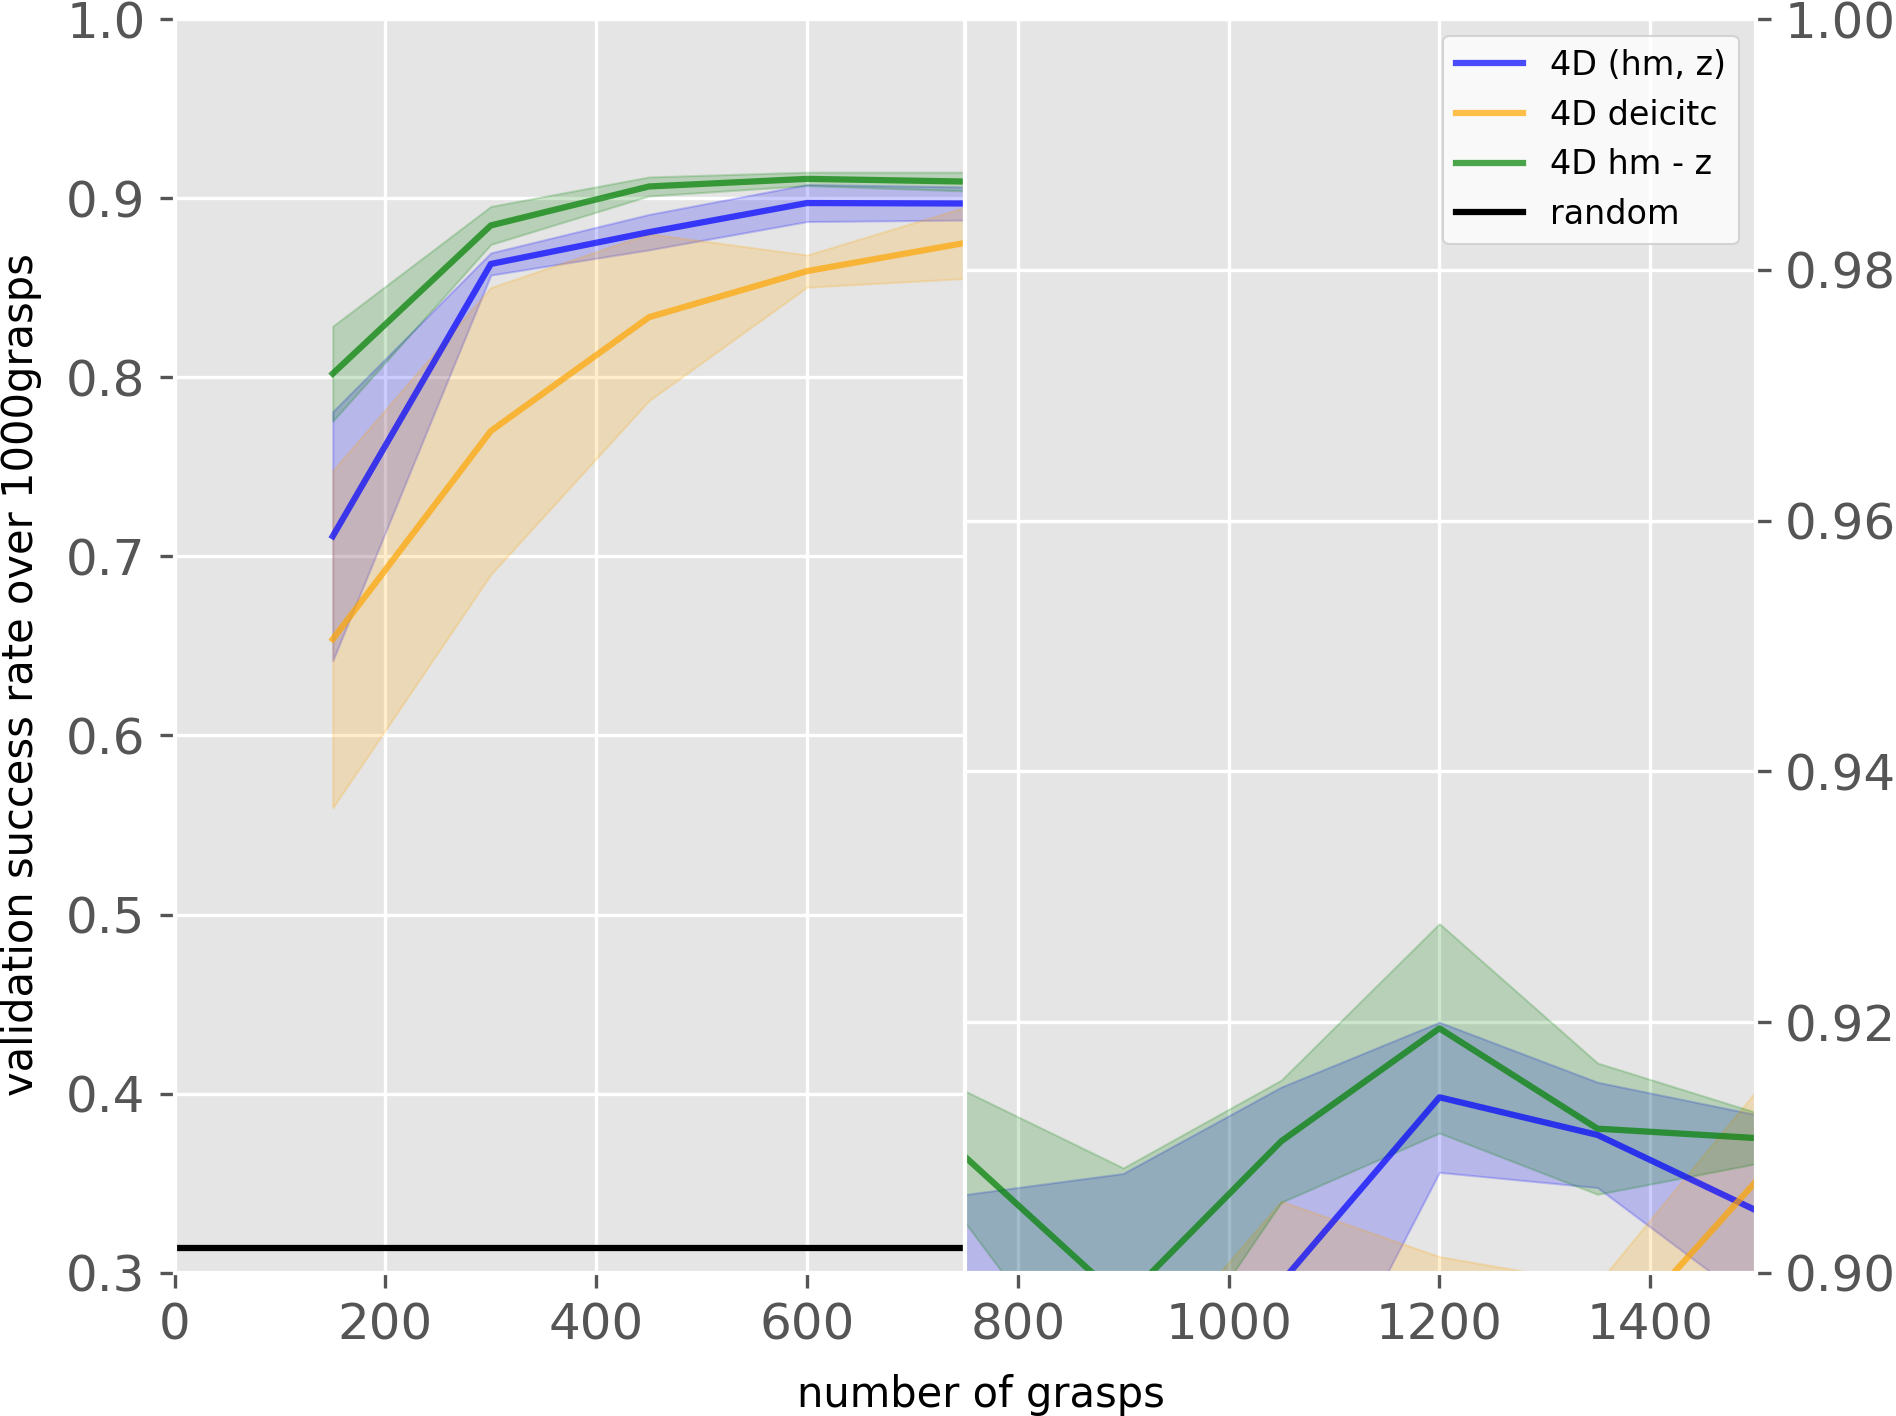 validation success rate over 1000grasps
1.0
0.9
0.8
0.7
0.6
0.5
0.4
0.3
1.00
0.98
0.96
0.94
0.92
0.90
4D (hm, z)
4D deicitc
4D hm - z
random
0 200 400 600 800 1000 1200 1400
number of grasps